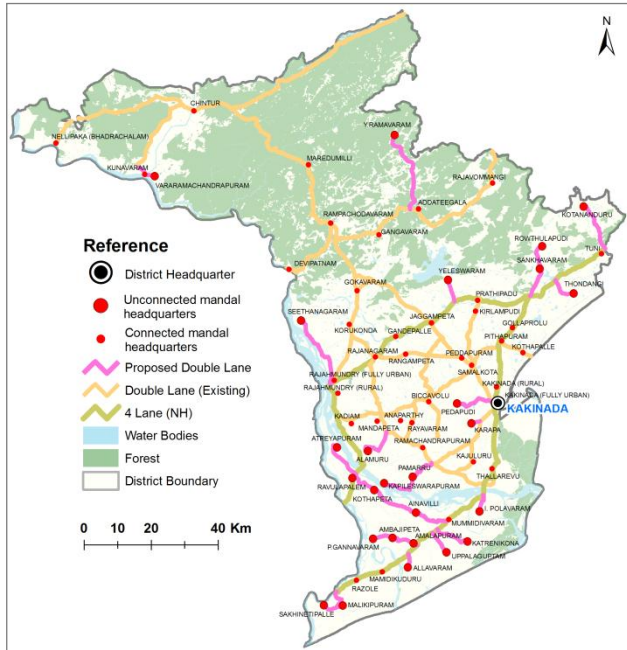 N
CHINTUR
NELLIPAKA (BHADRACHALAM)
KUNAVARAM
VARARAMACHANDRAPURAM
Y'RAMAVARAM
MAREDUMILLI
RAJAVOMMANGI
ADDATEEGALA
RAMPACHODAVARAM
GANGAVARAM
KOTANANDURU
ROWTHULAPUDI
TUNI
SANKHAVARAM
DEVIPATNAM
THONDANGI
YELESWARAM
GOKAVARAM
PRATHIPADU
KIRLAMPUDI
SEETHANAGARAM
JAGGAMPETA
GOLLAPROLU
KORUKONDA
GANDEPALLE
PITHAPURAM
KOTHAPALLE
RAJANAGARAM
RANGAMPETA
PEDDAPURAM
SAMALKOTA
RAJAHMUNDRY (FULLY URBAN)
RAJAHMUNDRY (RURAL)
KAKINADA (RURAL)
KAKINADA (FULLY URBAN)
KAKINADA
BICCAVOLU
PEDAPUDI
KADIAM
ANAPARTHY
MANDAPETA
RAYAVARAM
KARAPA
ATREYAPURAM
RAMACHANDRAPURAM
ALAMURU
KAJULURU
PAMARRU
THALLAREVU
RAVULAPALEM
KAPILESWARAPURAM
KOTHAPETA
AINAVILLI
I. POLAVARAM
MUMMIDIVARAM
AMBAJIPETA
AMALAPURAM
P.GANNAVARAM
KATRENIKONA
UPPALAGUPTAM
ALLAVARAM
MAMIDIKUDURU
RAZOLE
MALIKIPURAM
SAKHINETIPALLE
Reference
District Headquarter
Unconnected mandal
headquarters
Connected mandal
headquarters
Proposed Double Lane
Double Lane (Existing)
4 Lane (NH)
Water Bodies
Forest
District Boundary
0 10 20 40 Km